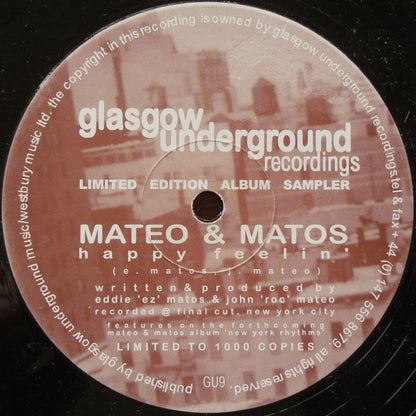 glasgow
underground
recordings
LIMITED EDITION ALBUM SAMPLER
MATEO & MATOS
happy feelin'
(e. matos, j. mateo)
written & produced by
eddie 'ez' matos & john 'roc' mateo
recorded @ final cut, new york city
features on the forthcoming
mateo & matos album 'new york rhythms'
LIMITED TO 1000 COPIES
GU9
published by glasgow underground music/westbury music ltd. the copyright in this recording is owned by glasgow underground recordings.tel & fax + 44 (0) 147 556 8679. all rights reserved.